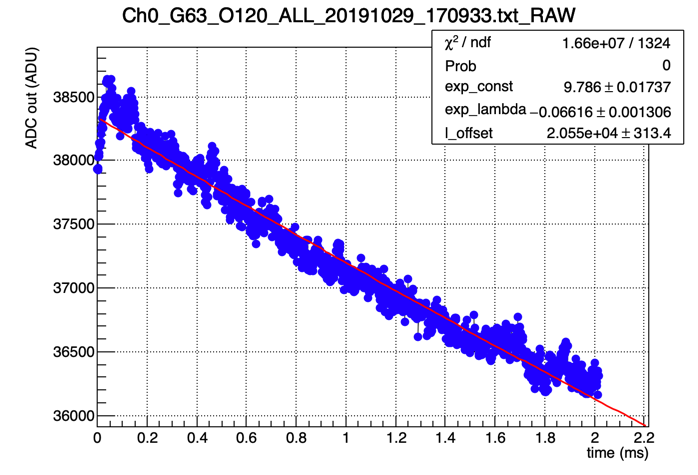 Ch0_G63_O120_ALL_20191029_170933.txt_RAW
χ² / ndf 1.66e+07 / 1324
Prob 0
exp_const 9.786 ± 0.01737
exp_lambda −0.06616 ± 0.001306
l_offset 2.055e+04 ± 313.4
ADC out (ADU)
38500
38000
37500
37000
36500
36000
0 0.2 0.4 0.6 0.8 1 1.2 1.4 1.6 1.8 2 2.2
time (ms)